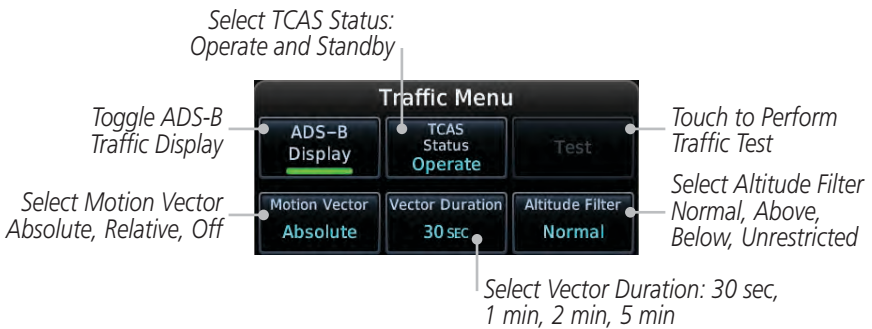 Select TCAS Status:
Operate and Standby
Traffic Menu
Toggle ADS-B
Traffic Display
ADS–B
Display
TCAS
Status
Operate
Test
Touch to Perform
Traffic Test
Select Motion Vector
Absolute, Relative, Off
Motion Vector
Absolute
Vector Duration
30 SEC
Altitude Filter
Normal
Select Altitude Filter
Normal, Above,
Below, Unrestricted
Select Vector Duration: 30 sec,
1 min, 2 min, 5 min